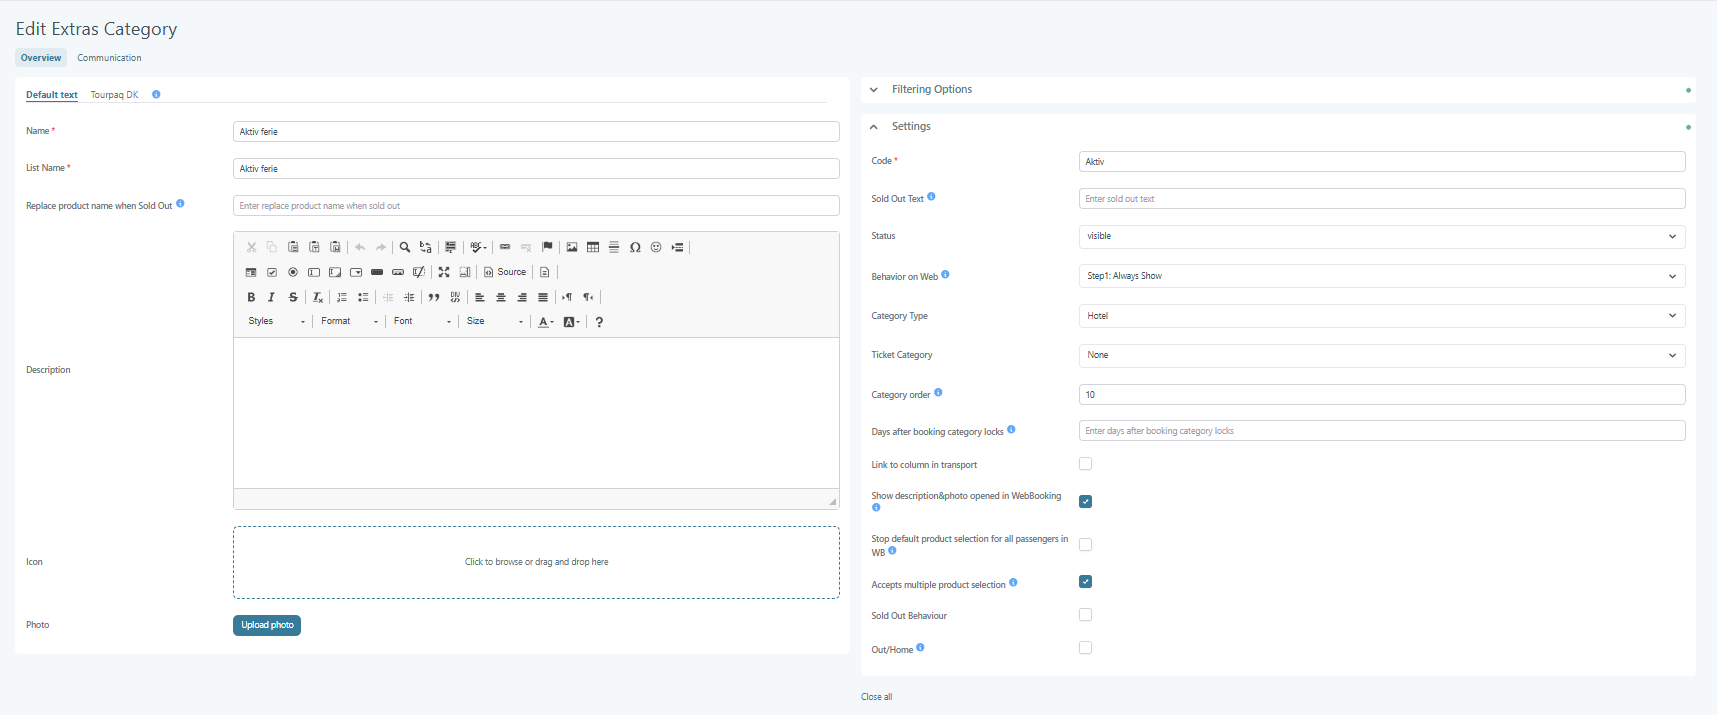 Edit Extras Category
Overview Communication
Default text Tourpaq DK
Name *
Aktiv ferie
List Name *
Aktiv ferie
Replace product name when Sold Out
Enter replace product name when sold out
Source
Styles Format Font Size
Description
Icon
Click to browse or drag and drop here
Photo
Upload photo
Filtering Options
Settings
Code *
Aktiv
Sold Out Text
Enter sold out text
Status
visible
Behavior on Web
Step1: Always Show
Category Type
Hotel
Ticket Category
None
Category order
10
Days after booking category locks
Enter days after booking category locks
Link to column in transport
Show description&photo opened in WebBooking
Stop default product selection for all passengers in
WB
Accepts multiple product selection
Sold Out Behaviour
Out/Home
Close all